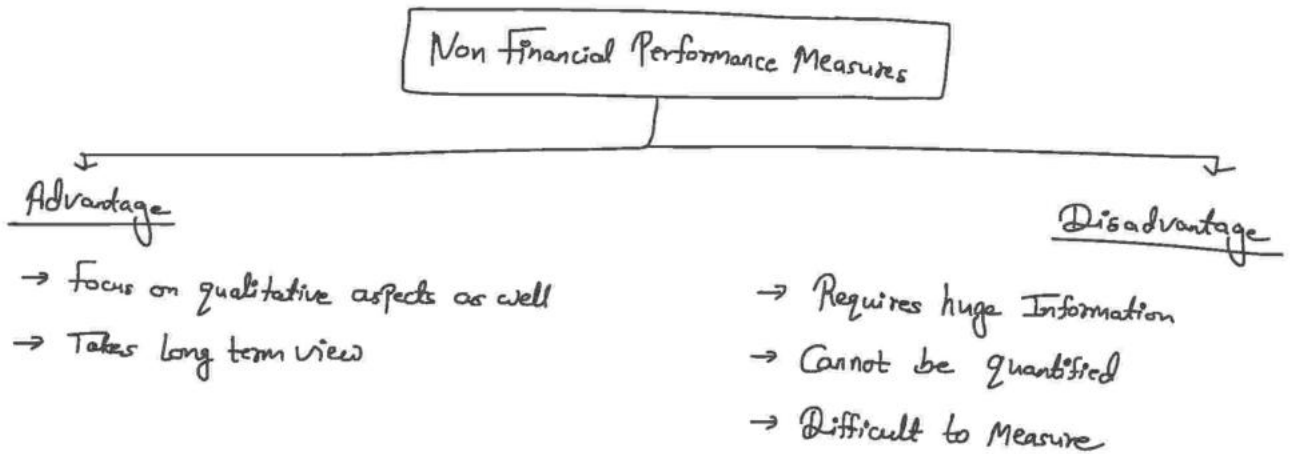 Non Financial Performance Measures
Advantage
→ Focus on qualitative aspects as well
→ Takes Long term view
Disadvantage
→ Requires huge Information
→ Cannot be quantified
→ Difficult to Measure